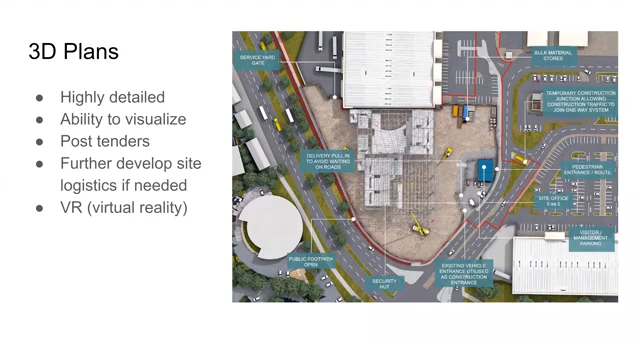 3D Plans
● Highly detailed
● Ability to visualize
● Post tenders
● Further develop site
logistics if needed
● VR (virtual reality)
SERVICE YARD
GATE
BULK MATERIAL
STORES
TEMPORARY CONSTRUCTION
JUNCTION ALLOWING
CONSTRUCTION TRAFFIC TO
JOIN ONE WAY SYSTEM
DELIVERY PULL IN
TO AVOID WAITING
ON ROADS
PEDESTRIAN
ENTRANCE / ROUTE
SITE OFFICE
VISITOR /
MANAGEMENT
PARKING
PUBLIC FOOTPATH
OPEN
SECURITY
HUT
EXISTING VEHICLE
ENTRANCE UTILISED
AS CONSTRUCTION
ENTRANCE